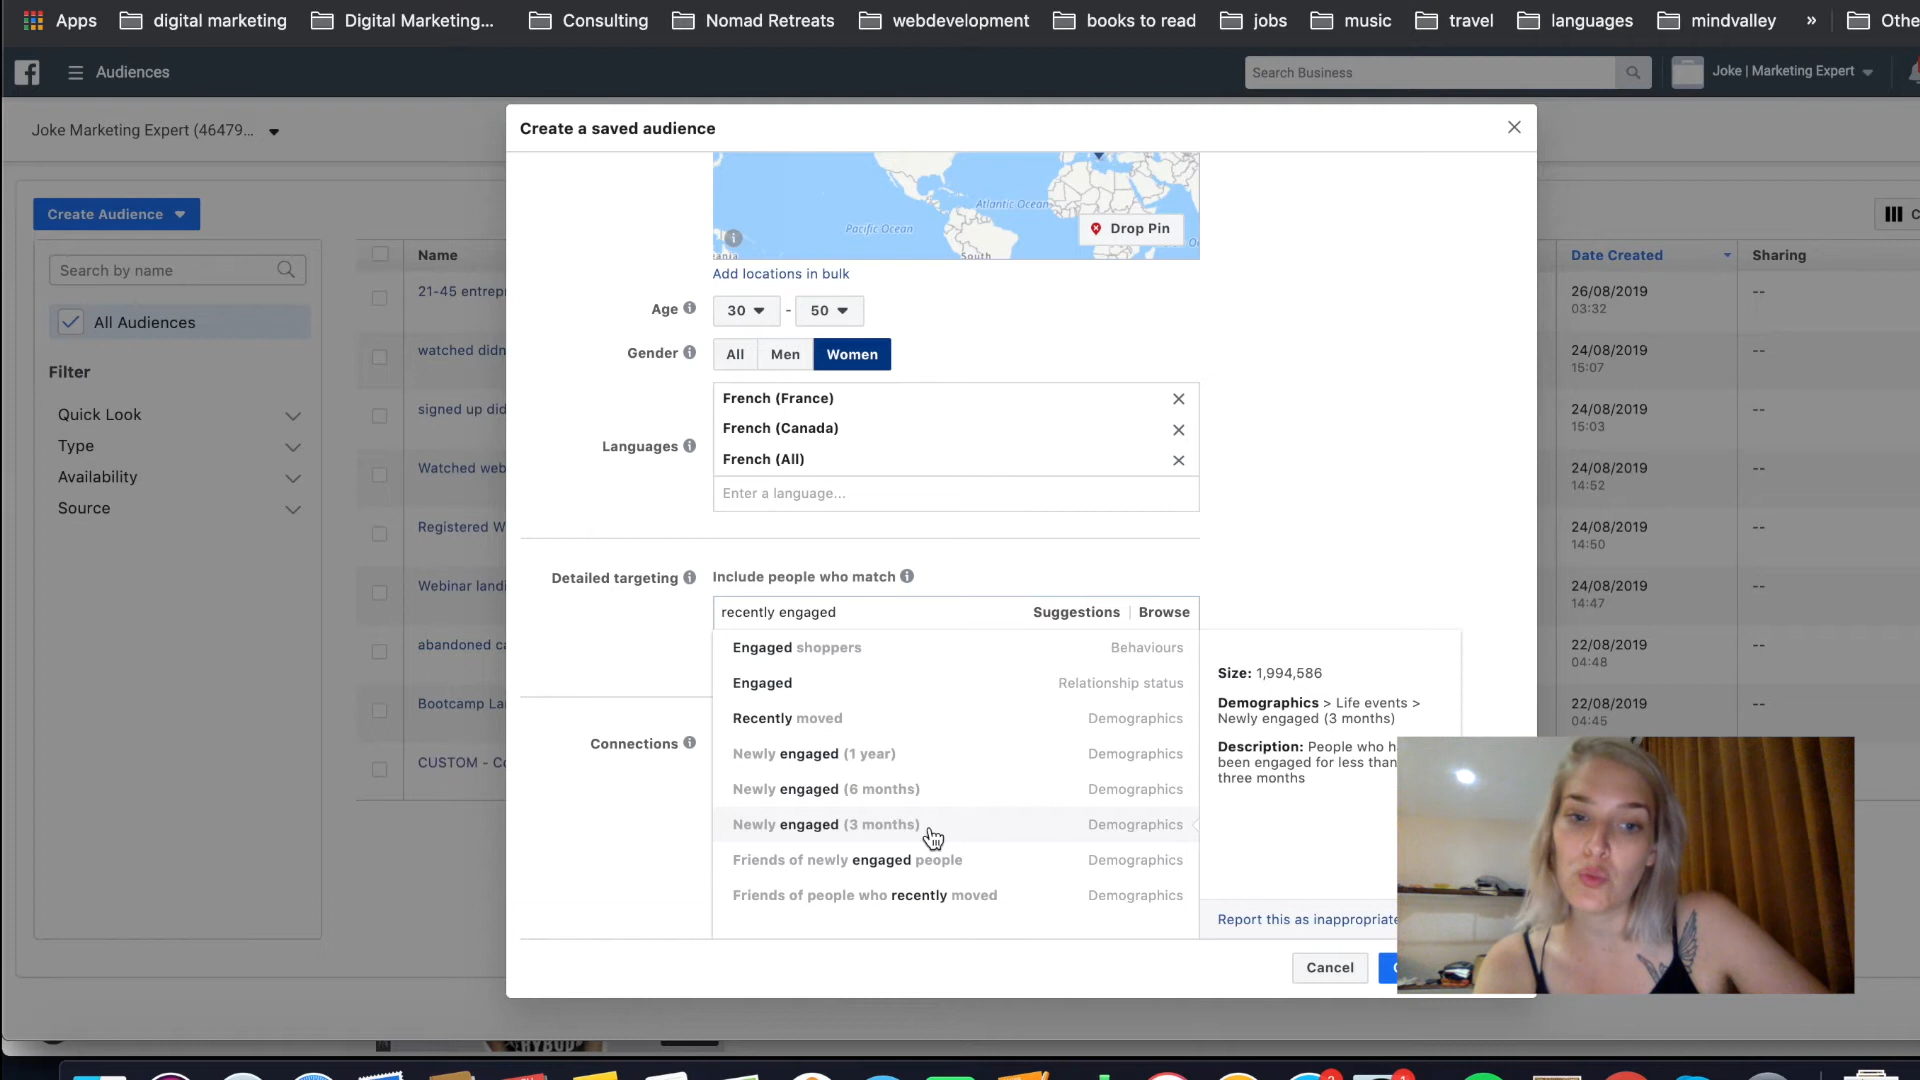 Apps
digital marketing
Digital Marketing...
Consulting
Nomad Retreats
webdevelopment
books to read
jobs
music
travel
languages
mindvalley
»
Othe
Audiences
Search Business
Joke | Marketing Expert
Joke Marketing Expert (46479...
Create a saved audience
Create Audience
Search by name
All Audiences
Filter
Quick Look
Type
Availability
Source
Name
21-45 entrep
watched didn
signed up did
Watched web
Registered W
Webinar landi
abandoned ca
Bootcamp La
CUSTOM - Co
Pacific Ocean
Atlantic Ocean
South
Drop Pin
Add locations in bulk
Age
30 - 50
Gender
All
Men
Women
Languages
French (France)
French (Canada)
French (All)
Enter a language...
Detailed targeting
Include people who match
recently engaged
Suggestions | Browse
Engaged shoppers Behaviours
Engaged Relationship status
Recently moved Demographics
Newly engaged (1 year) Demographics
Newly engaged (6 months) Demographics
Newly engaged (3 months) Demographics
Friends of newly engaged people Demographics
Friends of people who recently moved Demographics
Connections
Size: 1,994,586
Demographics > Life events >
Newly engaged (3 months)
Description: People who h
been engaged for less than
three months
Report this as inappropriate
Cancel
Date Created
Sharing
26/08/2019 --
03:32
24/08/2019 --
15:07
24/08/2019 --
15:03
24/08/2019 --
14:52
24/08/2019 --
14:50
24/08/2019 --
14:47
22/08/2019 --
04:48
22/08/2019 --
04:45